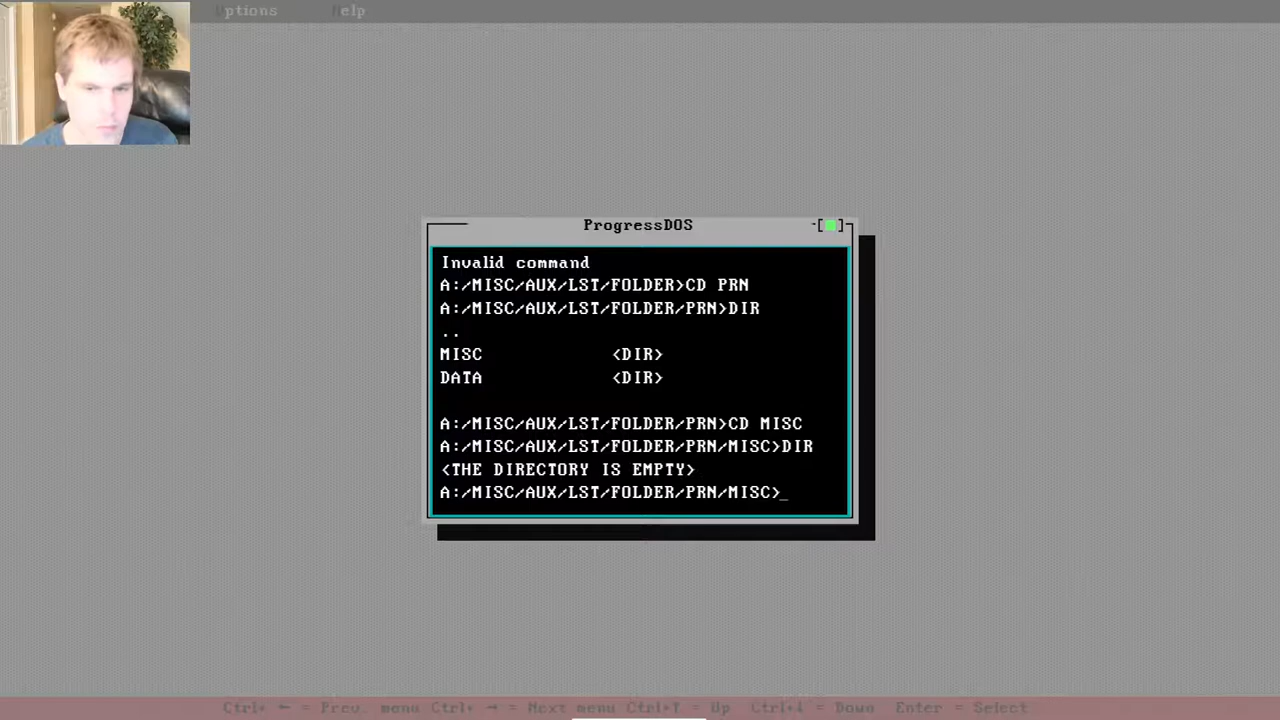 Options Help
ProgressDOS
Invalid command
A:/MISC/AUX/LST/FOLDER>CD PRN
A:/MISC/AUX/LST/FOLDER/PRN>DIR
..
MISC <DIR>
DATA <DIR>
A:/MISC/AUX/LST/FOLDER/PRN>CD MISC
A:/MISC/AUX/LST/FOLDER/PRN/MISC>DIR
<THE DIRECTORY IS EMPTY>
A:/MISC/AUX/LST/FOLDER/PRN/MISC>_
Ctrl+ ← = Prev. menu Ctrl+ → = Next menu Ctrl+↑ = Up Ctrl+↓ = Down Enter = Select